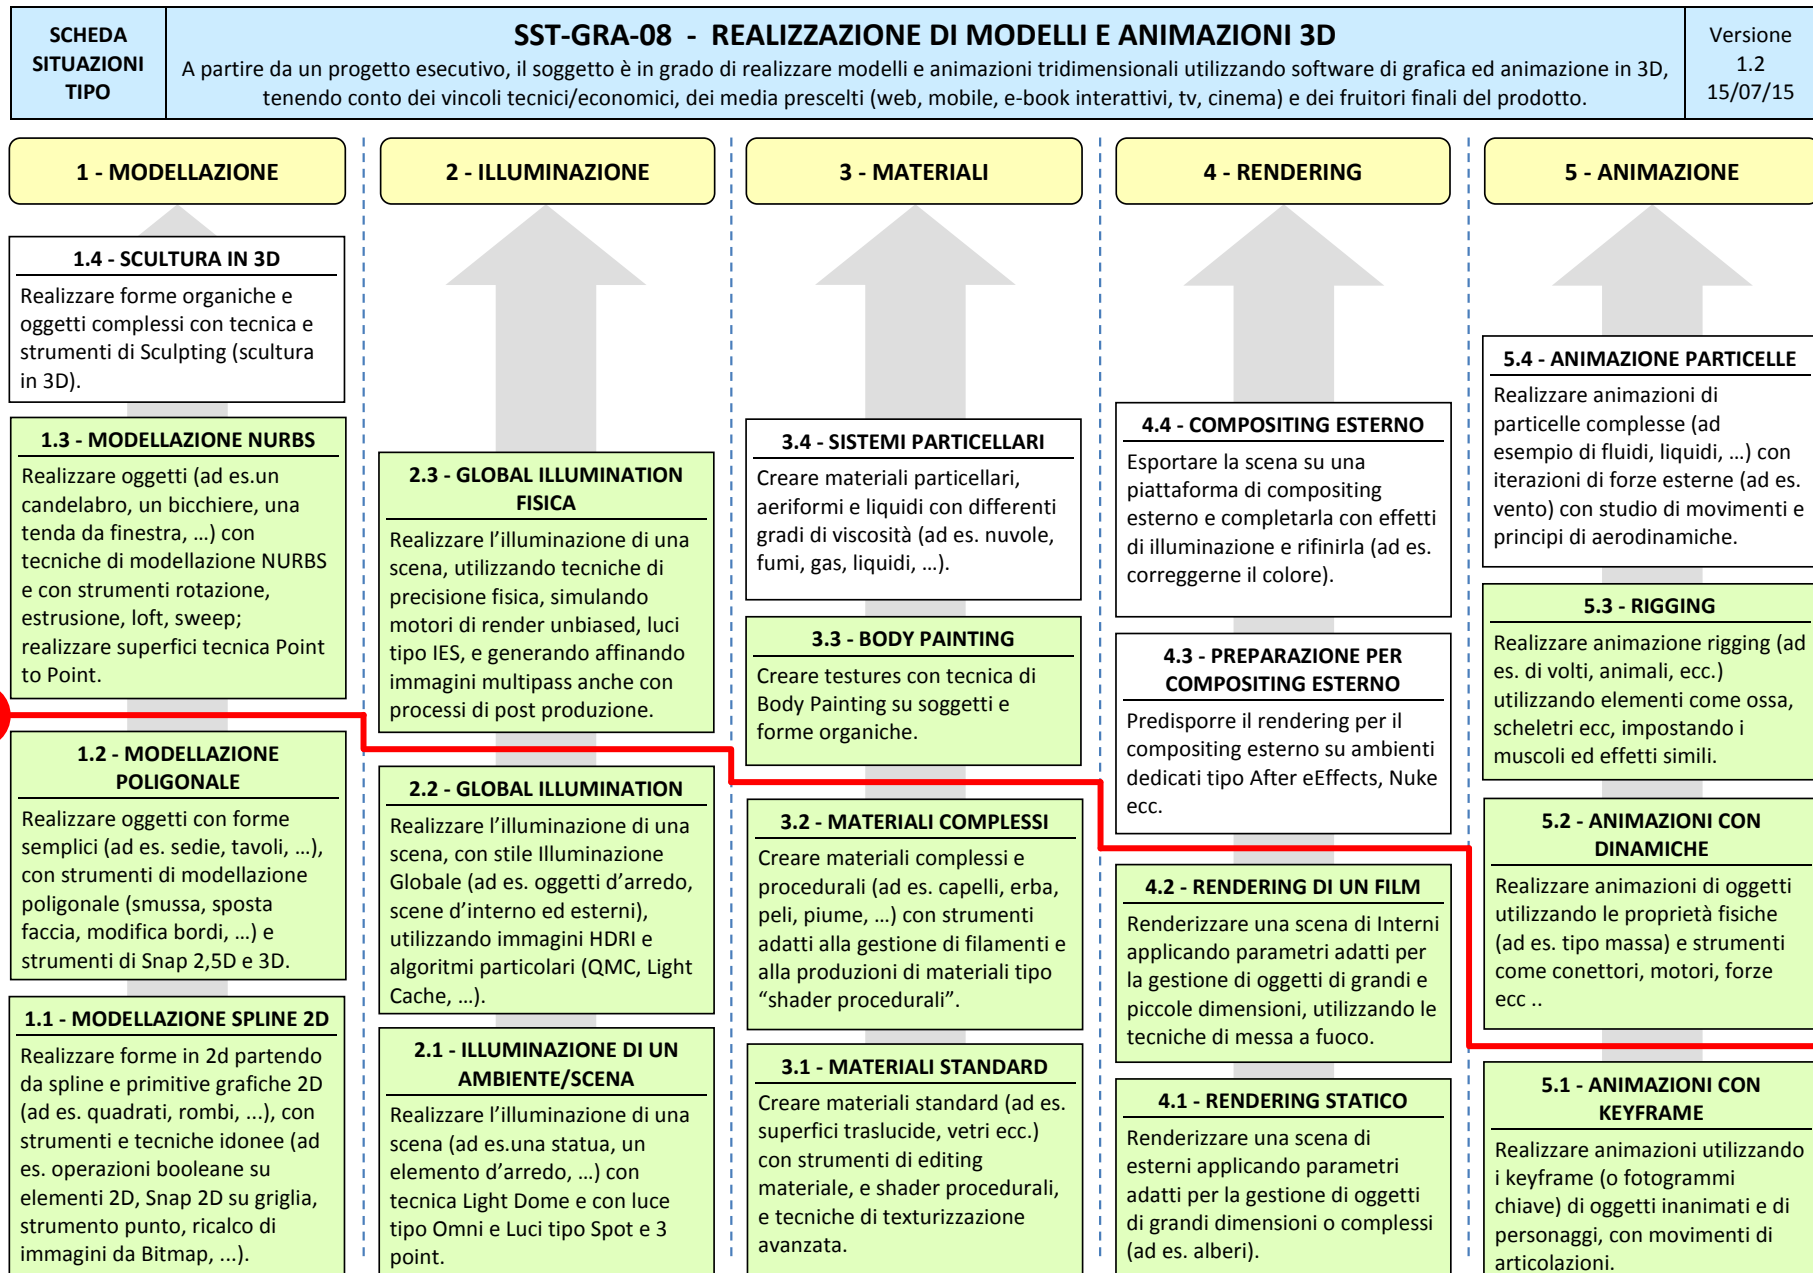 SCHEDA
SITUAZIONI
TIPO
SST-GRA-08 - REALIZZAZIONE DI MODELLI E ANIMAZIONI 3D
A partire da un progetto esecutivo, il soggetto è in grado di realizzare modelli e animazioni tridimensionali utilizzando software di grafica ed animazione in 3D,
tenendo conto dei vincoli tecnici/economici, dei media prescelti (web, mobile, e-book interattivi, tv, cinema) e dei fruitori finali del prodotto.
Versione
1.2
15/07/15
1 - MODELLAZIONE
1.4 - SCULTURA IN 3D
Realizzare forme organiche e
oggetti complessi con tecnica e
strumenti di Sculpting (scultura
in 3D).
1.3 - MODELLAZIONE NURBS
Realizzare oggetti (ad es.un
candelabro, un bicchiere, una
tenda da finestra, …) con
tecniche di modellazione NURBS
e con strumenti rotazione,
estrusione, loft, sweep;
realizzare superfici tecnica Point
to Point.
1.2 - MODELLAZIONE
POLIGONALE
Realizzare oggetti con forme
semplici (ad es. sedie, tavoli, …),
con strumenti di modellazione
poligonale (smussa, sposta
faccia, modifica bordi, …) e
strumenti di Snap 2,5D e 3D.
1.1 - MODELLAZIONE SPLINE 2D
Realizzare forme in 2d partendo
da spline e primitive grafiche 2D
(ad es. quadrati, rombi, ...), con
strumenti e tecniche idonee (ad
es. operazioni booleane su
elementi 2D, Snap 2D su griglia,
strumento punto, ricalco di
immagini da Bitmap, ...).
2 - ILLUMINAZIONE
2.3 - GLOBAL ILLUMINATION
FISICA
Realizzare l’illuminazione di una
scena, utilizzando tecniche di
precisione fisica, simulando
motori di render unbiased, luci
tipo IES, e generando affinando
immagini multipass anche con
processi di post produzione.
2.2 - GLOBAL ILLUMINATION
Realizzare l’illuminazione di una
scena, con stile Illuminazione
Globale (ad es. oggetti d’arredo,
scene d’interno ed esterni),
utilizzando immagini HDRI e
algoritmi particolari (QMC, Light
Cache, …).
2.1 - ILLUMINAZIONE DI UN
AMBIENTE/SCENA
Realizzare l’illuminazione di una
scena (ad es.una statua, un
elemento d’arredo, …) con
tecnica Light Dome e con luce
tipo Omni e Luci tipo Spot e 3
point.
3 - MATERIALI
3.4 - SISTEMI PARTICELLARI
Creare materiali particellari,
aeriformi e liquidi con differenti
gradi di viscosità (ad es. nuvole,
fumi, gas, liquidi, …).
3.3 - BODY PAINTING
Creare testures con tecnica di
Body Painting su soggetti e
forme organiche.
3.2 - MATERIALI COMPLESSI
Creare materiali complessi e
procedurali (ad es. capelli, erba,
peli, piume, …) con strumenti
adatti alla gestione di filamenti e
alla produzioni di materiali tipo
“shader procedurali”.
3.1 - MATERIALI STANDARD
Creare materiali standard (ad es.
superfici traslucide, vetri ecc.)
con strumenti di editing
materiale, e shader procedurali,
e tecniche di texturizzazione
avanzata.
4 - RENDERING
4.4 - COMPOSITING ESTERNO
Esportare la scena su una
piattaforma di compositing
esterno e completarla con effetti
di illuminazione e rifinirla (ad es.
correggerne il colore).
4.3 - PREPARAZIONE PER
COMPOSITING ESTERNO
Predisporre il rendering per il
compositing esterno su ambienti
dedicati tipo After eEffects, Nuke
ecc.
4.2 - RENDERING DI UN FILM
Renderizzare una scena di Interni
applicando parametri adatti per
la gestione di oggetti di grandi e
piccole dimensioni, utilizzando le
tecniche di messa a fuoco.
4.1 - RENDERING STATICO
Renderizzare una scena di
esterni applicando parametri
adatti per la gestione di oggetti
di grandi dimensioni o complessi
(ad es. alberi).
5 - ANIMAZIONE
5.4 - ANIMAZIONE PARTICELLE
Realizzare animazioni di
particelle complesse (ad
esempio di fluidi, liquidi, …) con
iterazioni di forze esterne (ad es.
vento) con studio di movimenti e
principi di aerodinamiche.
5.3 - RIGGING
Realizzare animazione rigging (ad
es. di volti, animali, ecc.)
utilizzando elementi come ossa,
scheletri ecc, impostando i
muscoli ed effetti simili.
5.2 - ANIMAZIONI CON
DINAMICHE
Realizzare animazioni di oggetti
utilizzando le proprietà fisiche
(ad es. tipo massa) e strumenti
come conettori, motori, forze
ecc ..
5.1 - ANIMAZIONI CON
KEYFRAME
Realizzare animazioni utilizzando
i keyframe (o fotogrammi
chiave) di oggetti inanimati e di
personaggi, con movimenti di
articolazioni.